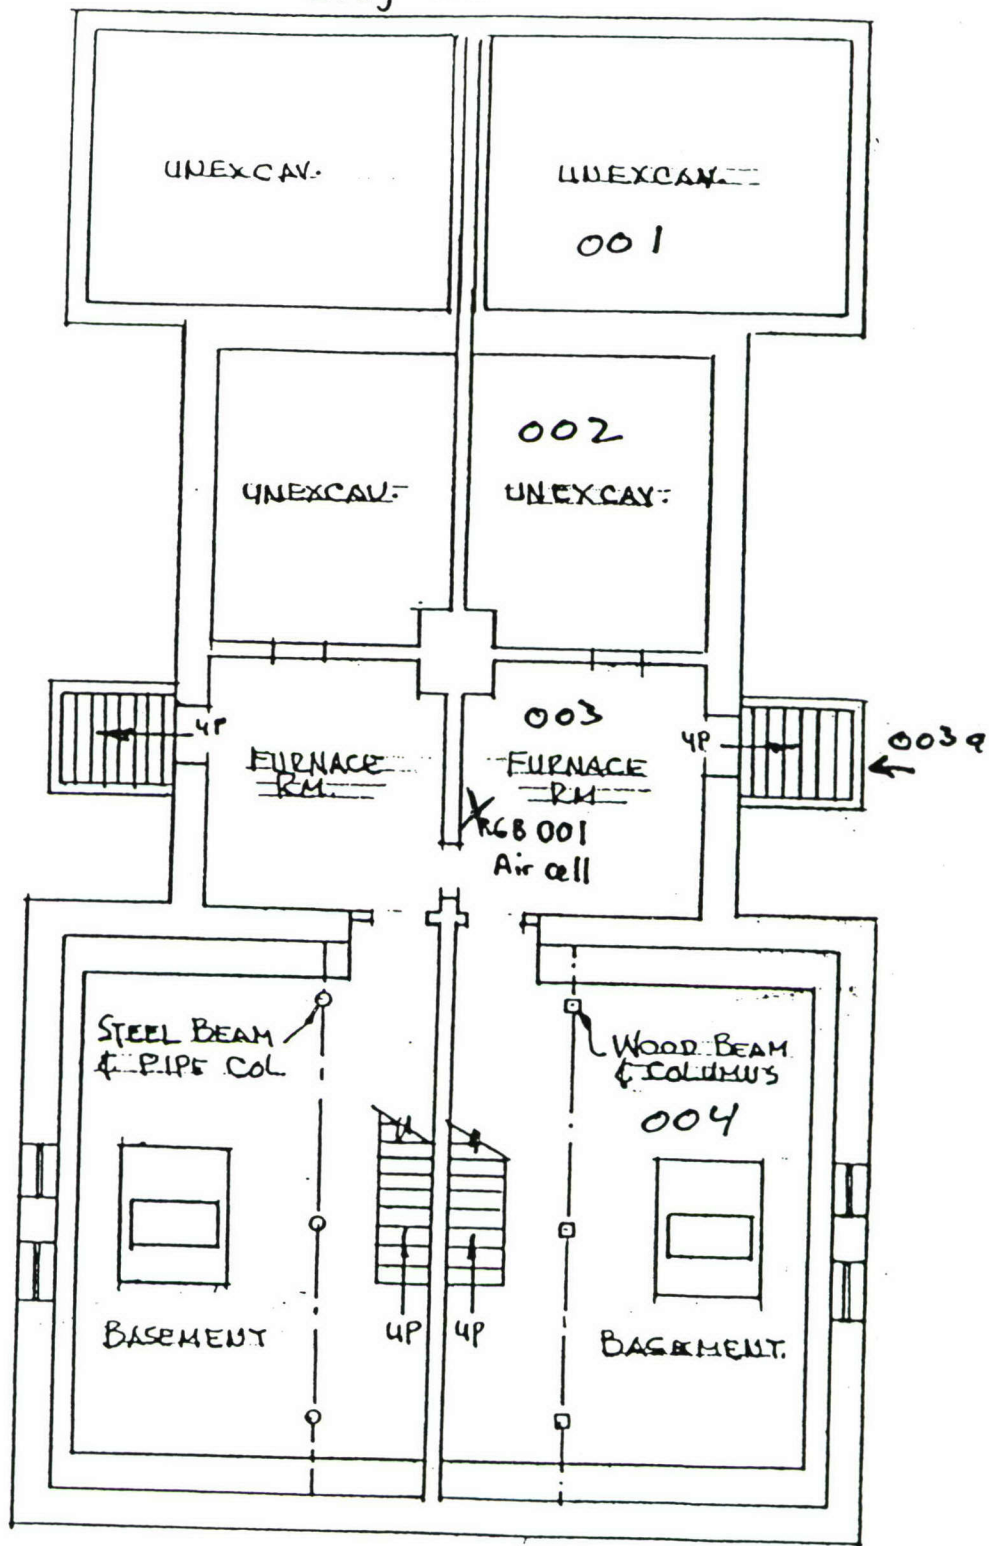 UNEXCAV.
UNEXCAV.
001
002
UNEXCAV.
UNEXCAV.
003
UP
UP
003a
FURNACE
RM.
FURNACE
RM
001
Air cell
STEEL BEAM
& PIPE COL
WOOD BEAM
& COLUMNS
004
UP
UP
BASEMENT
BASEMENT.